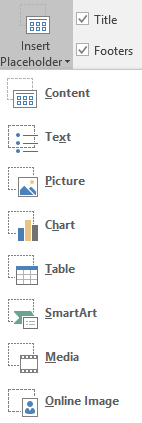 Insert
Placeholder
Title
Footers
Content
Text
Picture
Chart
Table
SmartArt
Media
Online Image